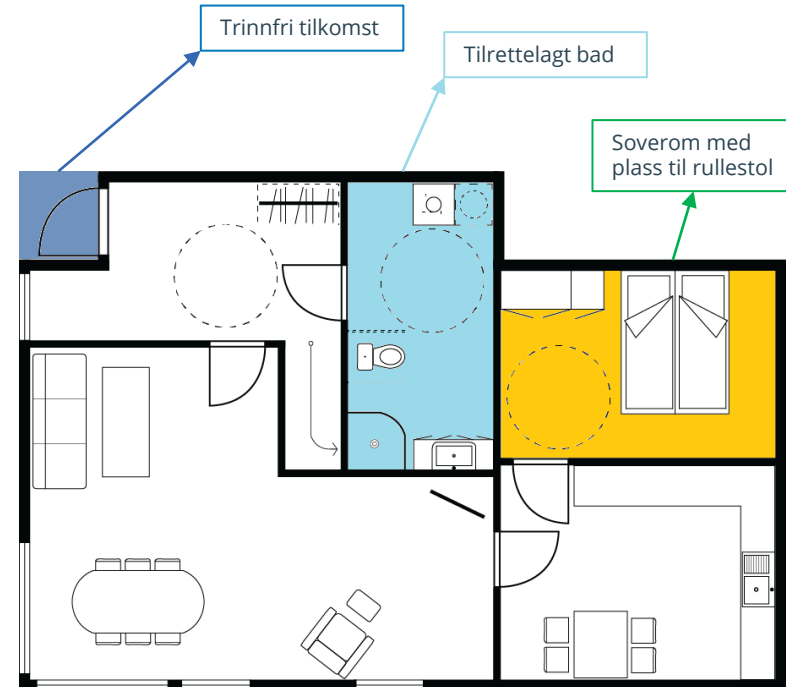 Trinnfri tilkomst
Tilrettelagt bad
Soverom med
plass til rullestol